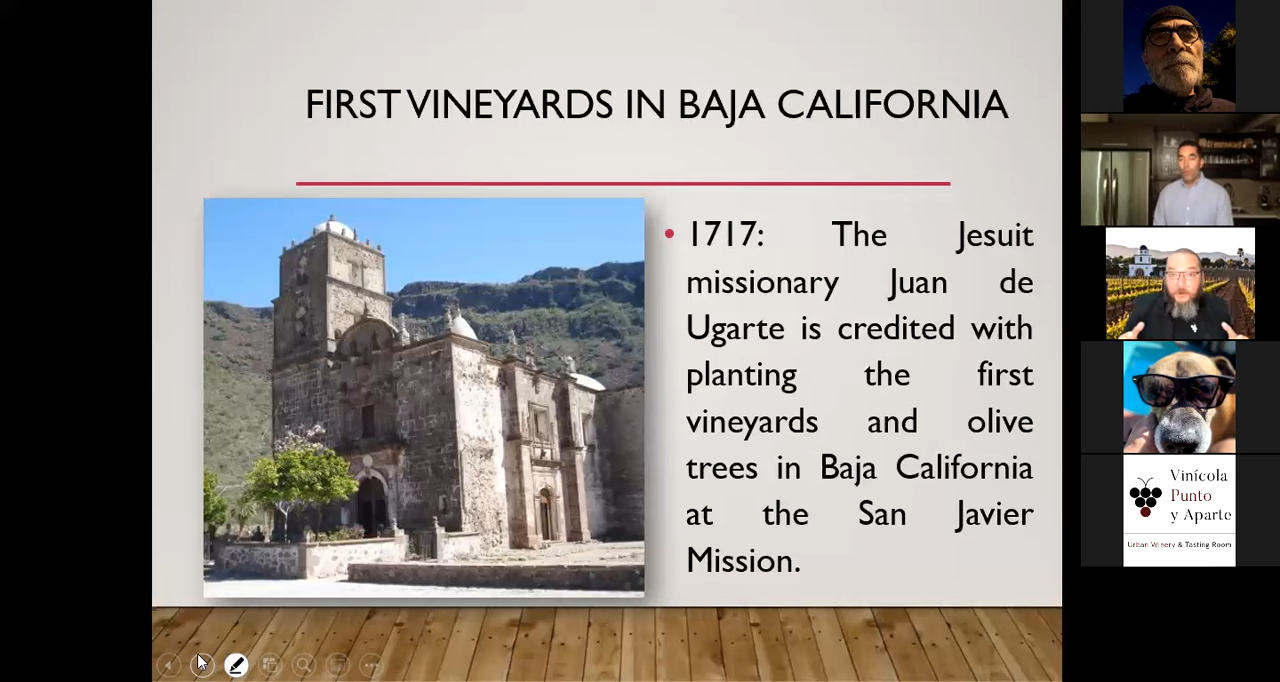 FIRST VINEYARDS IN BAJA CALIFORNIA
• 1717: The Jesuit
missionary Juan de
Ugarte is credited with
planting the first
vineyards and olive
trees in Baja California
at the San Javier
Mission.
Vinícola
Punto
y Aparte
Urban Winery & Tasting Room